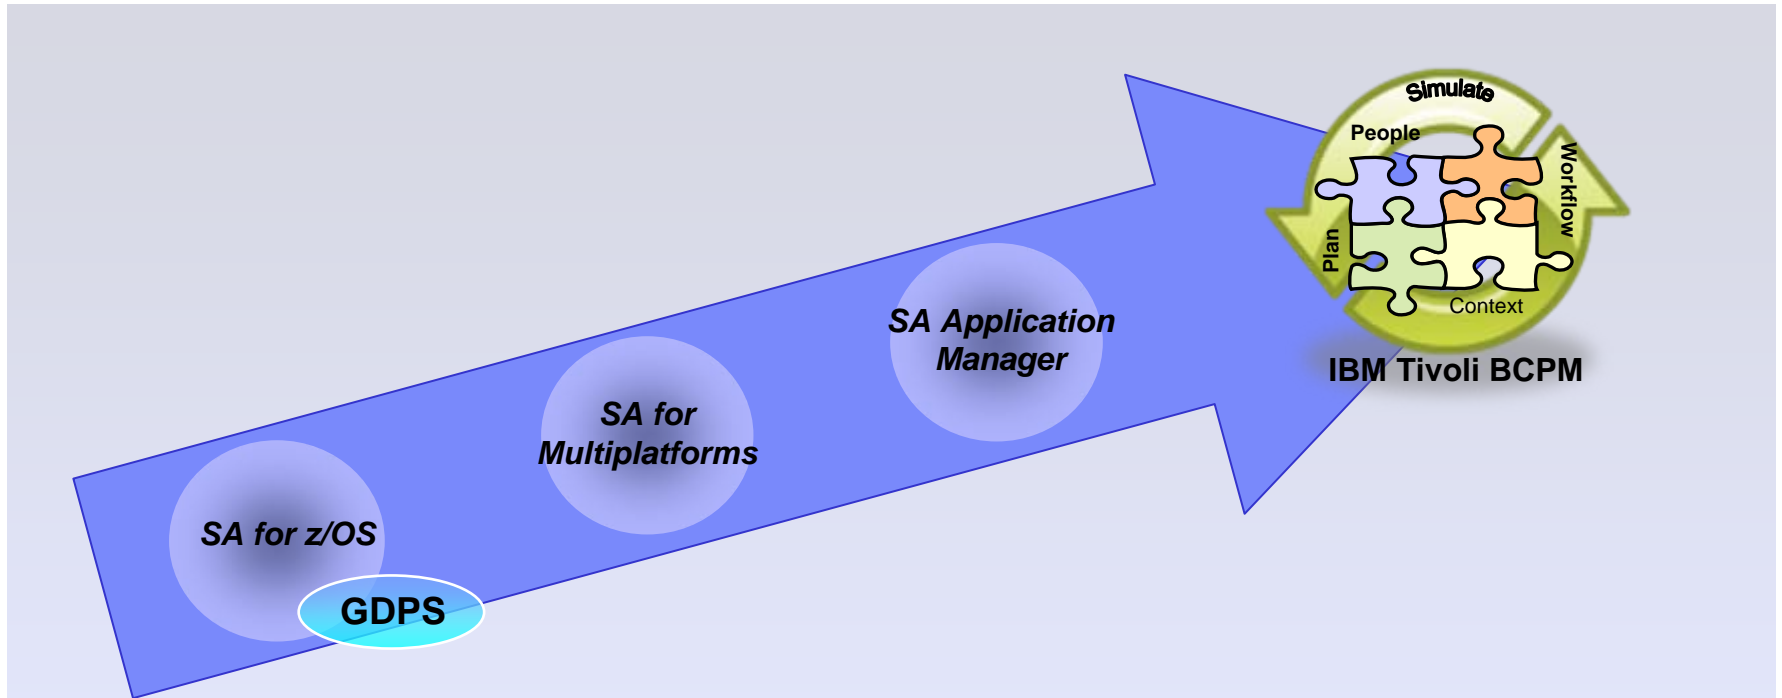 Simulate
People
Workflow
Plan
Context
IBM Tivoli BCPM
SA Application
Manager
SA for
Multiplatforms
SA for z/OS
GDPS